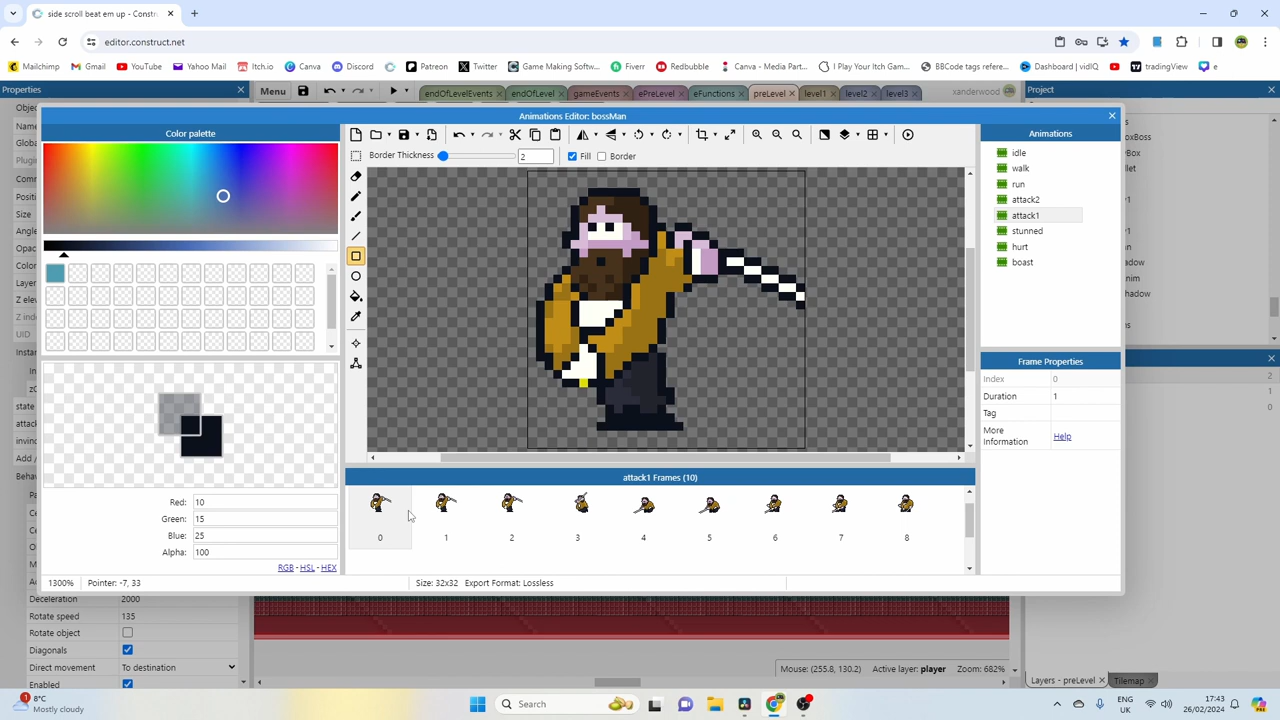 side scroll beat em up - Constr
editor.construct.net
Mailchimp Gmail YouTube Yahoo Mail Itch.io Canva Discord Patreon Twitter Game Making Softw... Fiverr Redbubble Canva - Media Part... I Play Your Itch Gam... BBCode tags refere... Dashboard | vidIQ tradingView e
Properties Menu endOfLevelEvents endOfLevel gameEvents ePreLevel eFunctions preLevel level1 level2 level3 xanderwood Project
Animations Editor: bossMan
Color palette
Border Thickness 2 Fill Border
Animations
idle
walk
run
attack2
attack1
stunned
hurt
boast
Frame Properties
Index 0
Duration 1
Tag
More Information Help
attack1 Frames (10)
0 1 2 3 4 5 6 7 8
Red: 10
Green: 15
Blue: 25
Alpha: 100
RGB - HSL - HEX
1300% Pointer: -7, 33 Size: 32x32 Export Format: Lossless
Deceleration 2000
Rotate speed 135
Rotate object
Diagonals
Direct movement To destination
Enabled
Mouse: (255.8, 130.2) Active layer: player Zoom: 682%
Layers - preLevel Tilemap
8°C
Mostly cloudy
Search
ENG
UK
17:43
26/02/2024